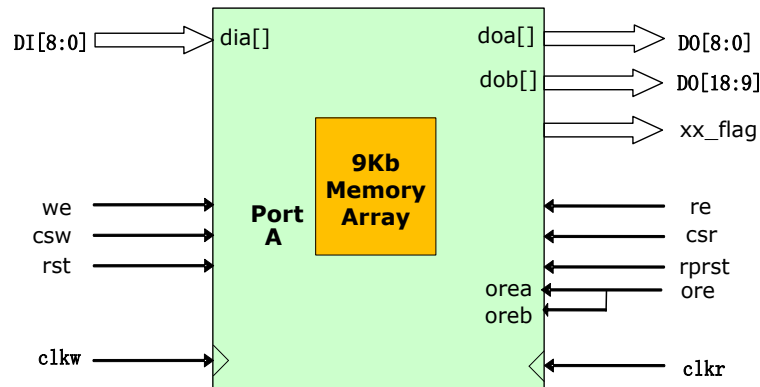 DI[8:0]
dia[]
doa[]
DO[8:0]
dob[]
DO[18:9]
xx_flag
9Kb
Memory
Array
Port
A
we
csw
rst
re
csr
rprst
orea
ore
oreb
clkw
clkr